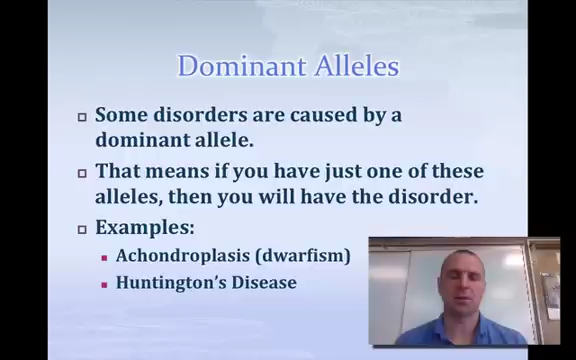 Dominant Alleles
Some disorders are caused by a
dominant allele.
That means if you have just one of these
alleles, then you will have the disorder.
Examples:
Achondroplasis (dwarfism)
Huntington's Disease